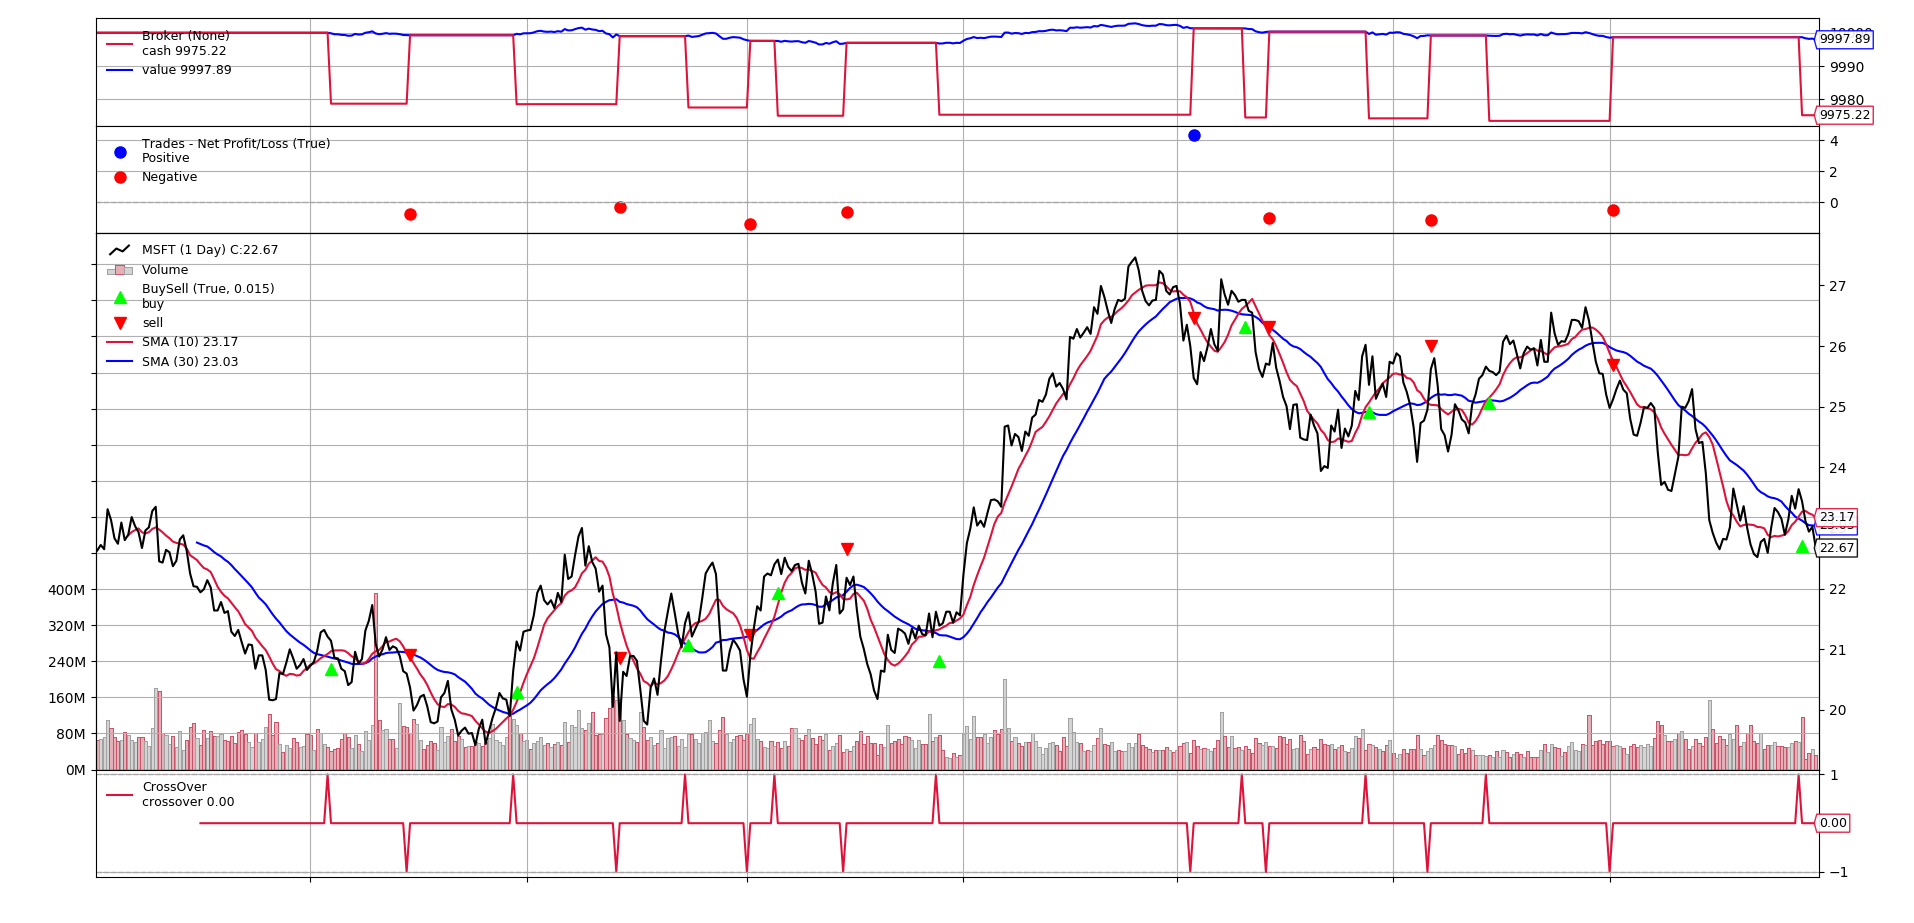 Broker (None)
cash 9975.22
value 9997.89
9997.89
9990
9980
9975.22
Trades - Net Profit/Loss (True)
Positive
Negative
4
2
0
MSFT (1 Day) C:22.67
Volume
BuySell (True, 0.015)
buy
sell
SMA (10) 23.17
SMA (30) 23.03
27
26
25
24
23.17
22.67
22
21
20
400M
320M
240M
160M
80M
0M
CrossOver
crossover 0.00
1
0.00
−1